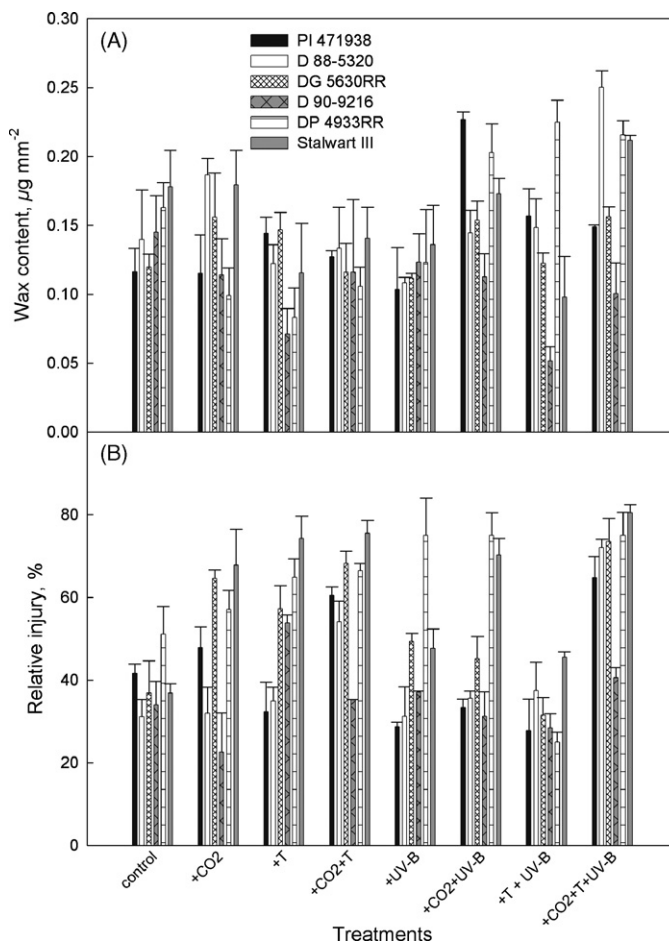 (A)
PI 471938
D 88-5320
DG 5630RR
D 90-9216
DP 4933RR
Stalwart III
0.30
0.25
0.20
0.15
0.10
0.05
0.00
Wax content, µg mm-2
(B)
80
60
40
20
0
Relative injury, %
control
+CO2
+T
+CO2+T
+UV-B
+CO2+UV-B
+T + UV-B
+CO2+T+UV-B
Treatments